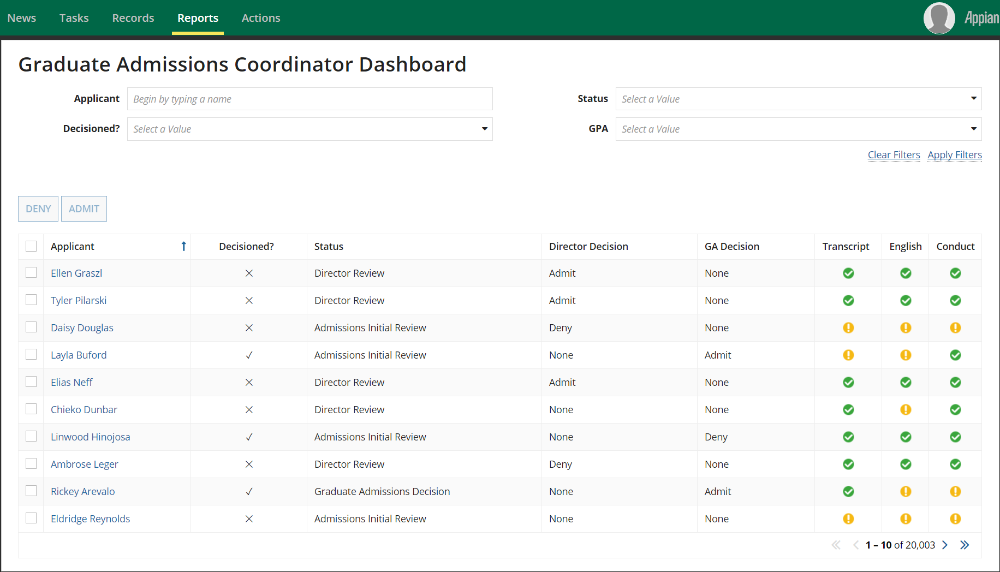 News Tasks Records Reports Actions Appian
Graduate Admissions Coordinator Dashboard
Applicant Begin by typing a name Status Select a Value
Decisioned? Select a Value GPA Select a Value
Clear Filters Apply Filters
DENY ADMIT
Applicant Decisioned? Status Director Decision GA Decision Transcript English Conduct
Ellen Graszl Director Review Admit None
Tyler Pilarski Director Review Admit None
Daisy Douglas Admissions Initial Review Deny None
Layla Buford Admissions Initial Review None Admit
Elias Neff Director Review Admit None
Chieko Dunbar Director Review None None
Linwood Hinojosa Admissions Initial Review None Deny
Ambrose Leger Director Review Deny None
Rickey Arevalo Graduate Admissions Decision None Admit
Eldridge Reynolds Admissions Initial Review None None
1 – 10 of 20,003